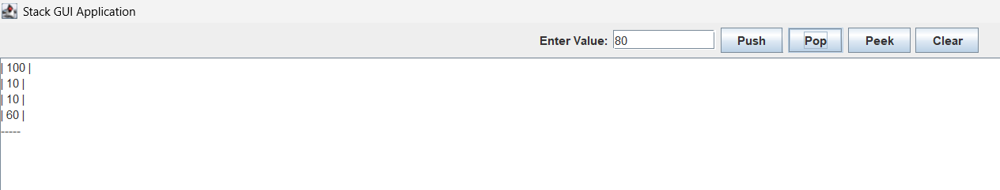 Stack GUI Application
Enter Value: 80 Push Pop Peek Clear
| 100 |
| 10 |
| 10 |
| 60 |
-----